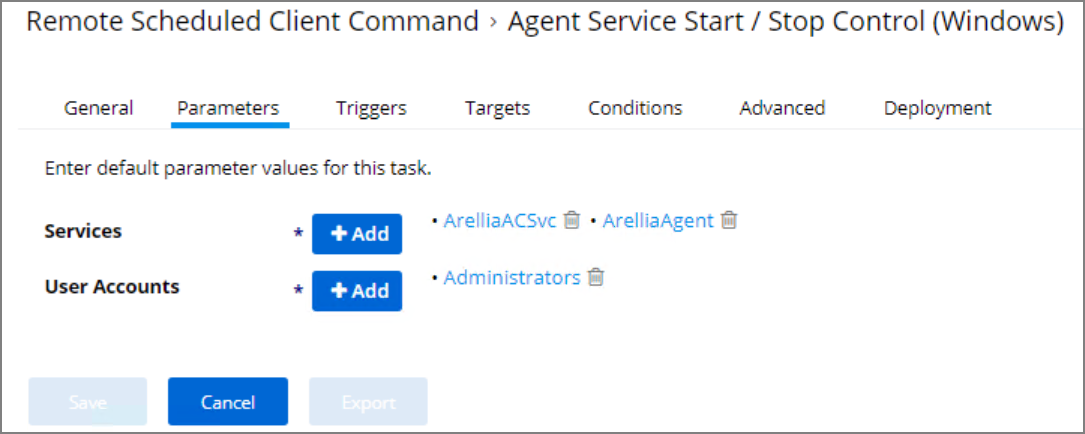 Remote Scheduled Client Command › Agent Service Start / Stop Control (Windows)
General Parameters Triggers Targets Conditions Advanced Deployment
Enter default parameter values for this task.
Services * + Add • ArelliaACSvc • ArelliaAgent
User Accounts * + Add • Administrators
Save Cancel Export